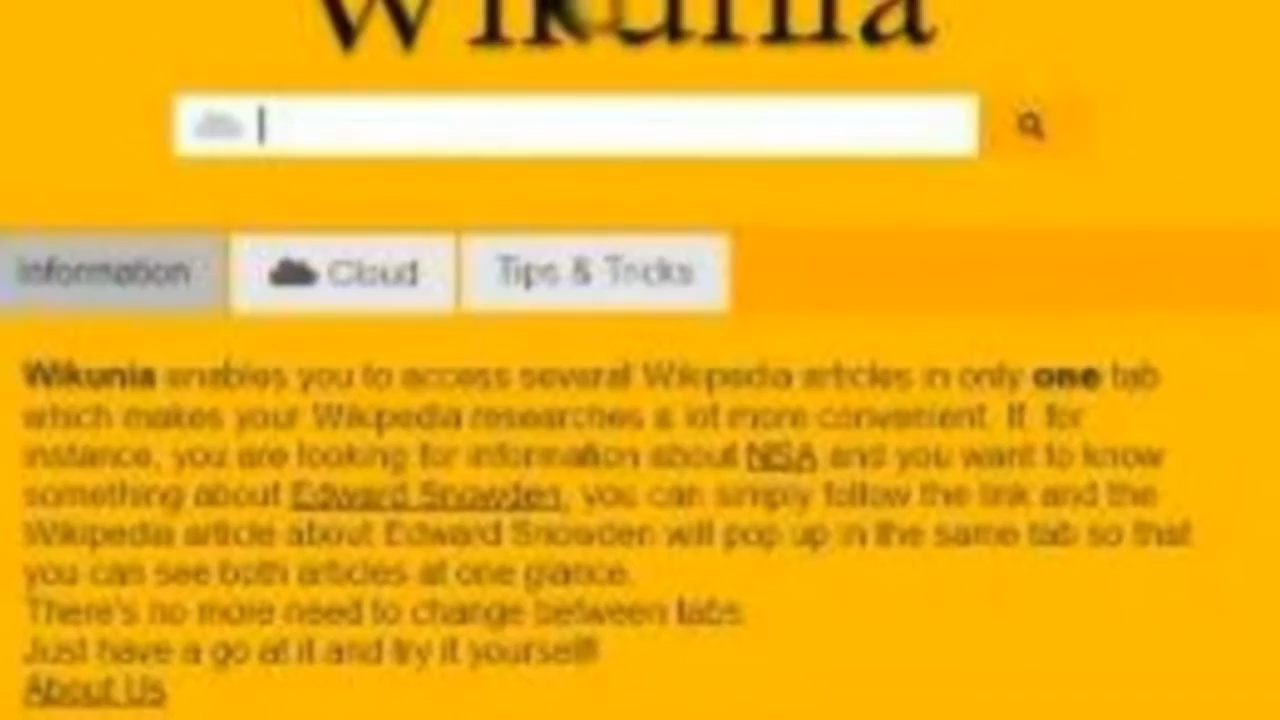 Wikunia
Information
Cloud
Tips & Tricks
Wikunia enables you to access several Wikipedia articles in only one tab
which makes your Wikipedia researches a lot more convenient. If, for
instance, you are looking for information about NSA and you want to know
something about Edward Snowden, you can simply follow the link and the
Wikipedia article about Edward Snowden will pop up in the same tab so that
you can see both articles at one glance.
There's no more need to change between tabs.
Just have a go at it and try it yourself!
About Us